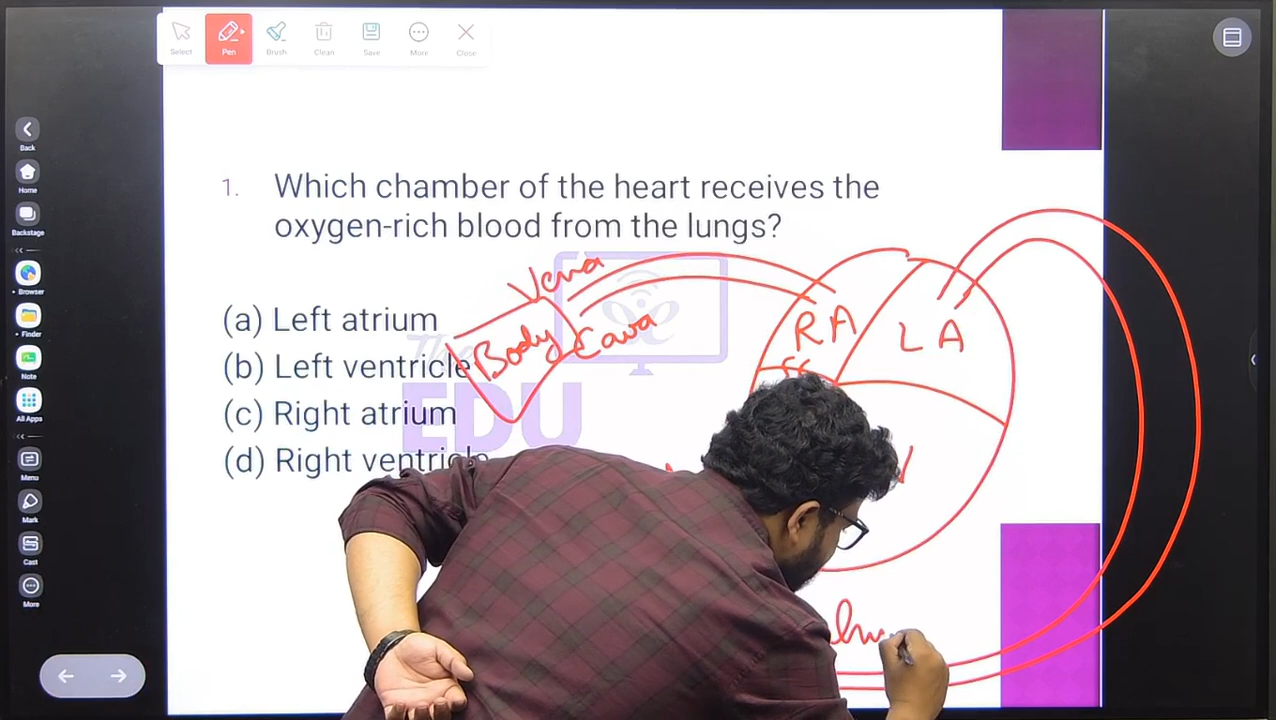 Select Pen Brush Clean Save More Close
Back
Home
Backstage
Browser
Finder
Note
All Apps
Menu
Mark
Cast
More
1. Which chamber of the heart receives the
oxygen-rich blood from the lungs?
(a) Left atrium
(b) Left ventricle
(c) Right atrium
(d) Right ventricle
The
EDU
Vena
Cava
Body
RA
LA